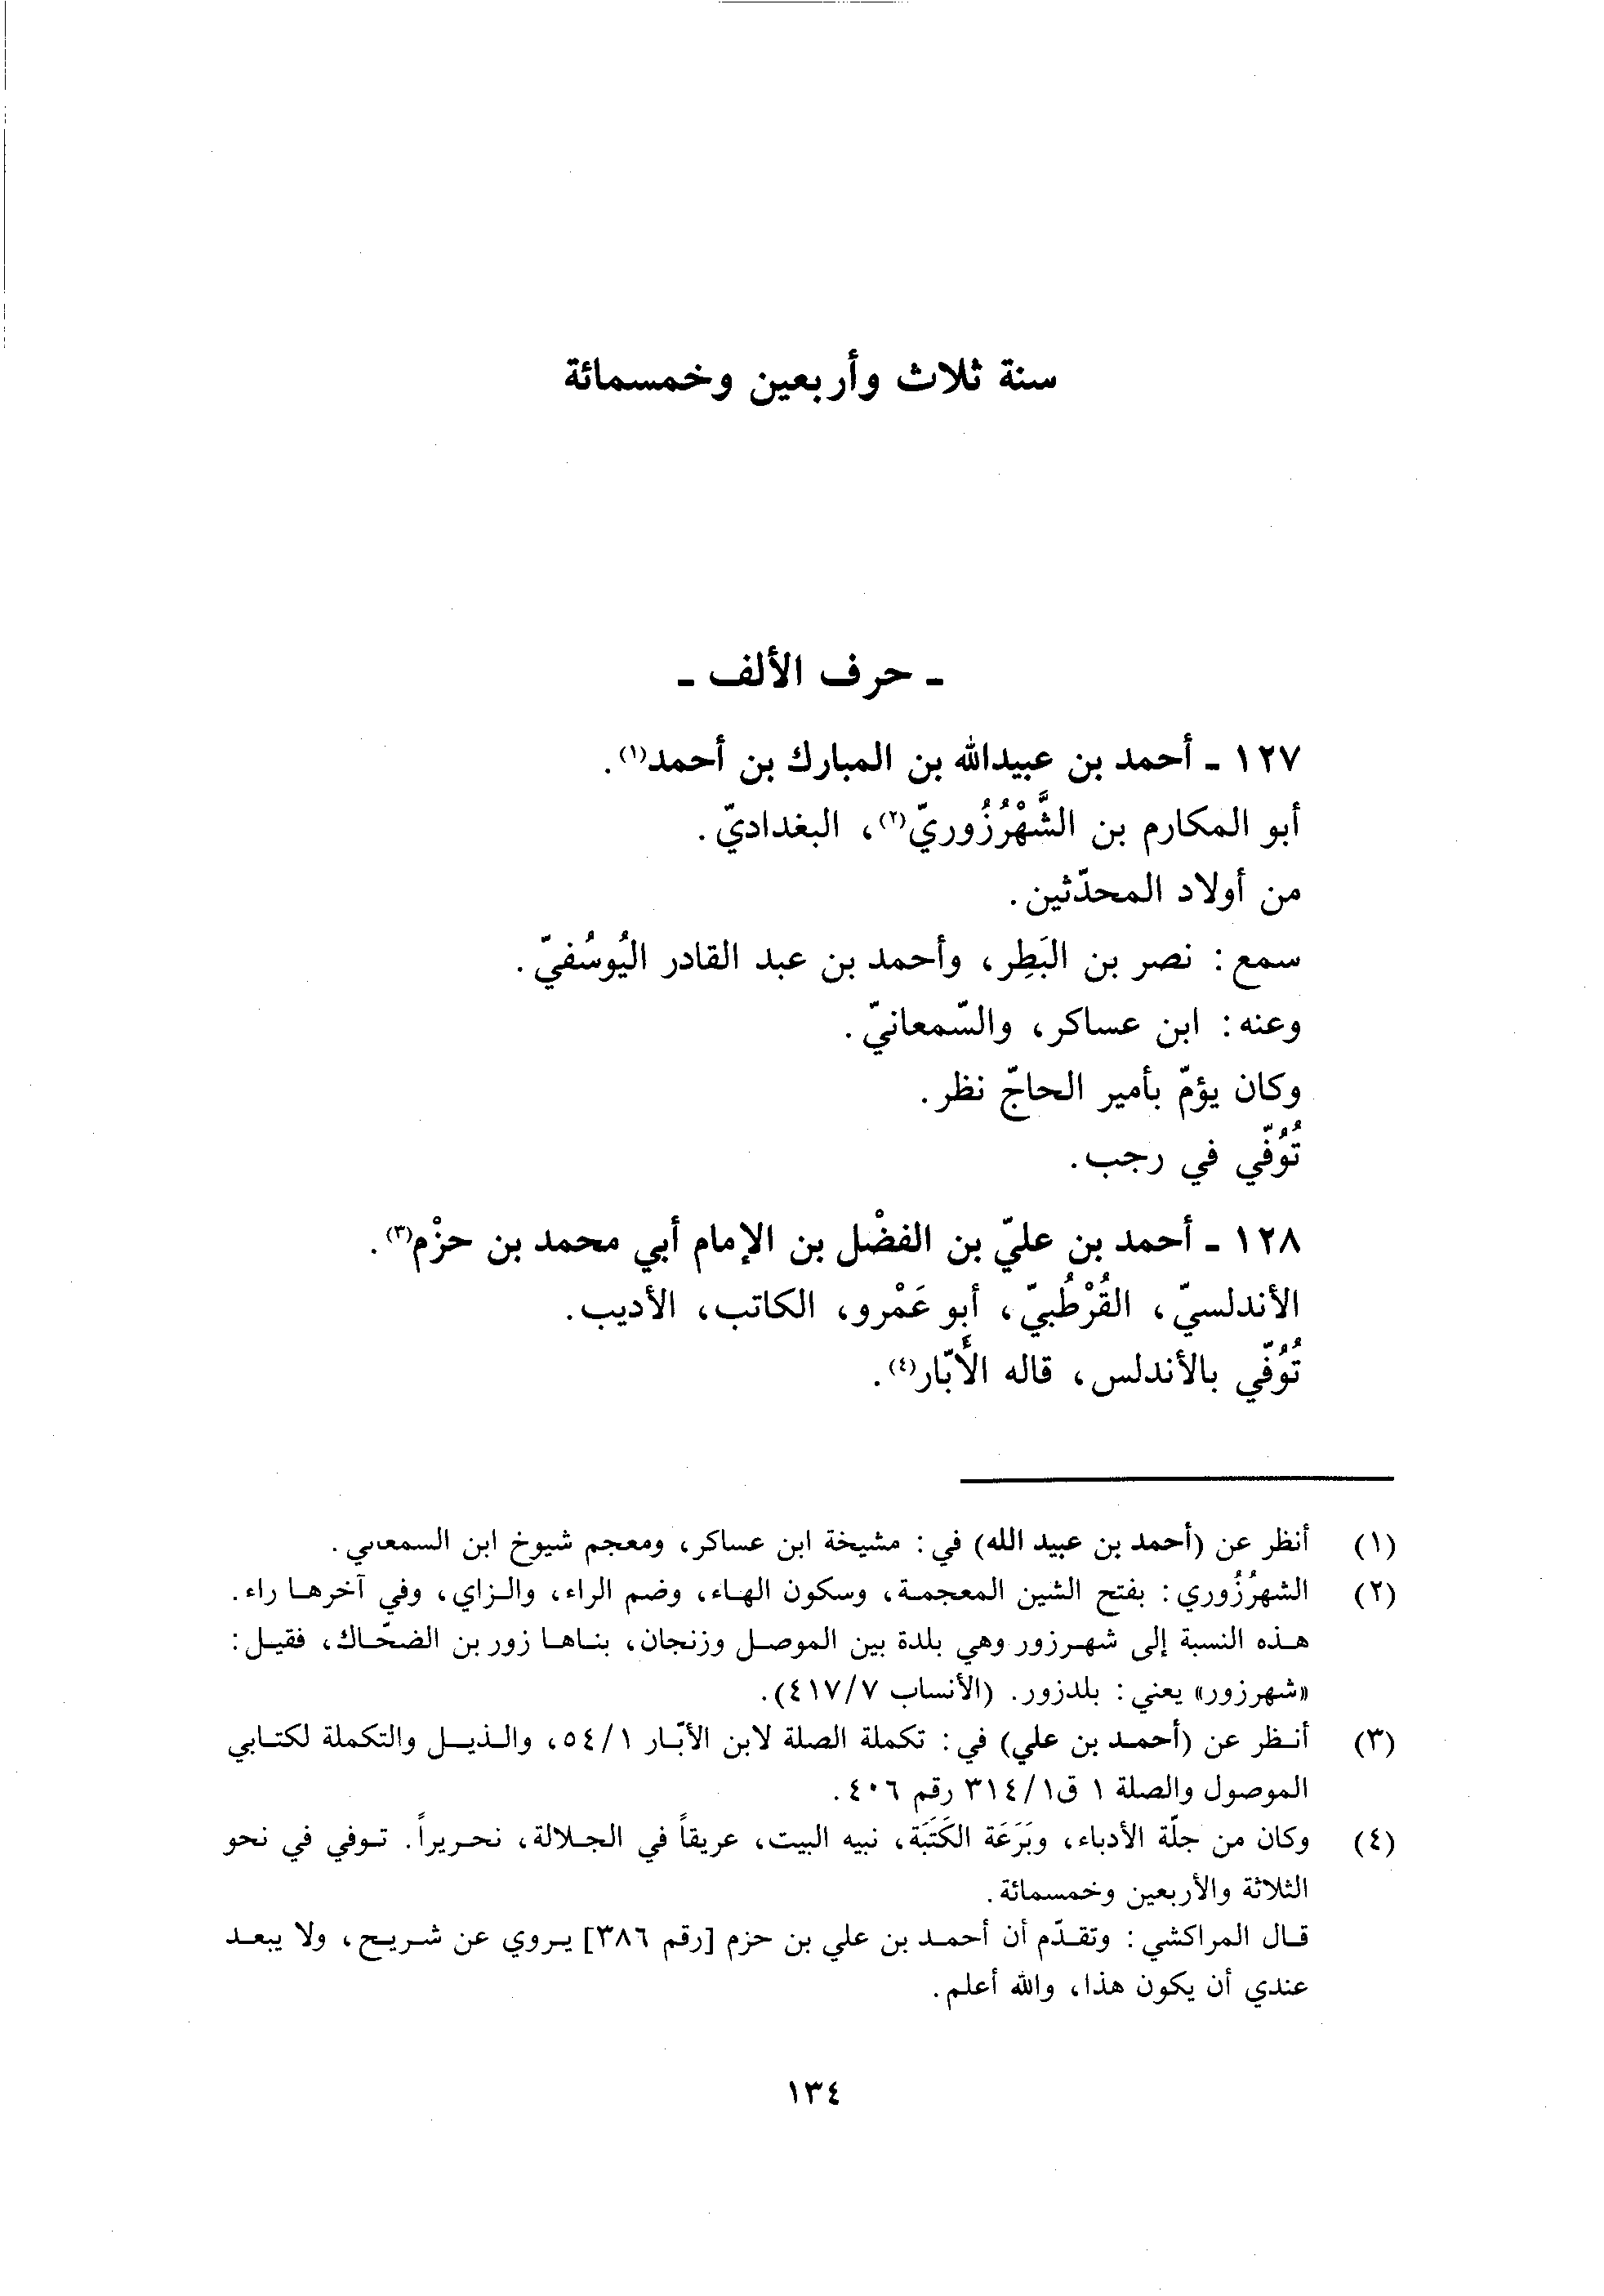 سنة ثلاث وأربعين وخمسمائة
ـ حرف الألف ـ
١٢٧ ـ أحمد بن عبيدالله بن المبارك بن أحمد(١).
أبو المكارم بن الشَّهْرُزُوريّ(٢)، البغداديّ.
من أولاد المحدّثين.
سمع: نصر بن البَطِر، وأحمد بن عبد القادر اليُوسُفيّ.
وعنه: ابن عساكر، والسّمعانيّ.
وكان يؤمّ بأمير الحاجّ نظر.
تُوُفّي في رجب.
١٢٨ ـ أحمد بن عليّ بن الفضْل بن الإمام أبي محمد بن حزْم(٣).
الأندلسيّ، القُرْطُبيّ، أبو عَمْرو، الكاتب، الأديب.
تُوُفّي بالأندلس، قاله الأَبّار(٤).
(١) أنظر عن (أحمد بن عبيد الله) في: مشيخة ابن عساكر، ومعجم شيوخ ابن السمعاني.
(٢) الشهرُزُوري: بفتح الشين المعجمة، وسكون الهاء، وضم الراء، والزاي، وفي آخرها راء.
هذه النسبة إلى شهرزور وهي بلدة بين الموصل وزنجان، بناها زور بن الضحّاك، فقيل:
«شهرزور» يعني: بلدزور. (الأنساب ٤١٧/٧).
(٣) أنظر عن (أحمد بن علي) في: تكملة الصلة لابن الأبّار ٥٤/١، والذيل والتكملة لكتابي
الموصول والصلة ١ ق٣١٤/١ رقم ٤٠٦.
(٤) وكان من جلّة الأدباء، وبَرَعَة الكَتَبَة، نبيه البيت، عريقاً في الجلالة، نحريراً. توفي في نحو
الثلاثة والأربعين وخمسمائة.
قال المراكشي: وتقدّم أن أحمد بن علي بن حزم [رقم ٣٨٦] يروي عن شريح، ولا يبعد
عندي أن يكون هذا، والله أعلم.
١٣٤